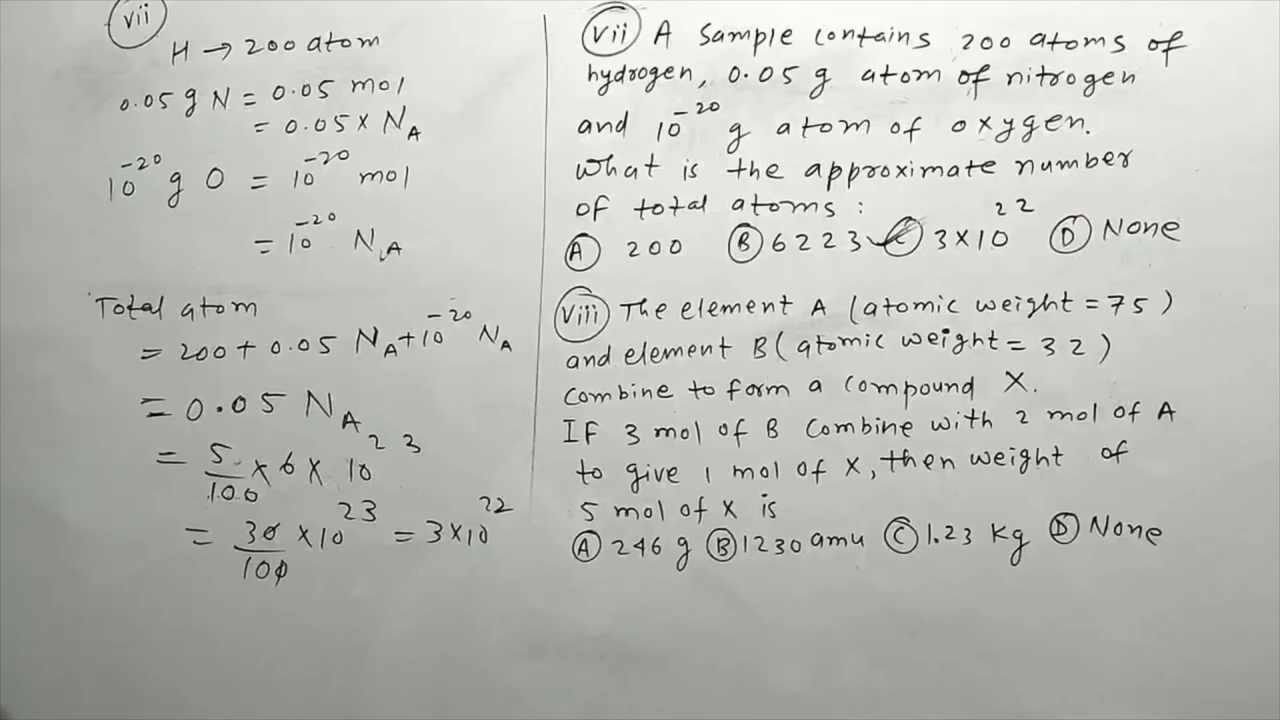 vii
H → 200 atom
0.05 g N = 0.05 mol
= 0.05 × N_A
10^-20 g O = 10^-20 mol
= 10^-20 N_A
Total atom
= 200 + 0.05 N_A + 10^-20 N_A
= 0.05 N_A
= 5/100 × 6 × 10^23
= 30/100 × 10^23 = 3×10^22
vii A Sample contains 200 atoms of
hydrogen, 0.05 g atom of nitrogen
and 10^-20 g atom of oxygen.
What is the approximate number
of total atoms :
A 200 B 6223 C 3×10^22 D None
viii The element A (atomic weight = 75)
and element B (atomic weight = 32)
combine to form a compound X.
IF 3 mol of B combine with 2 mol of A
to give 1 mol of X, then weight of
5 mol of X is
A 246 g B 1230 amu C 1.23 Kg D None